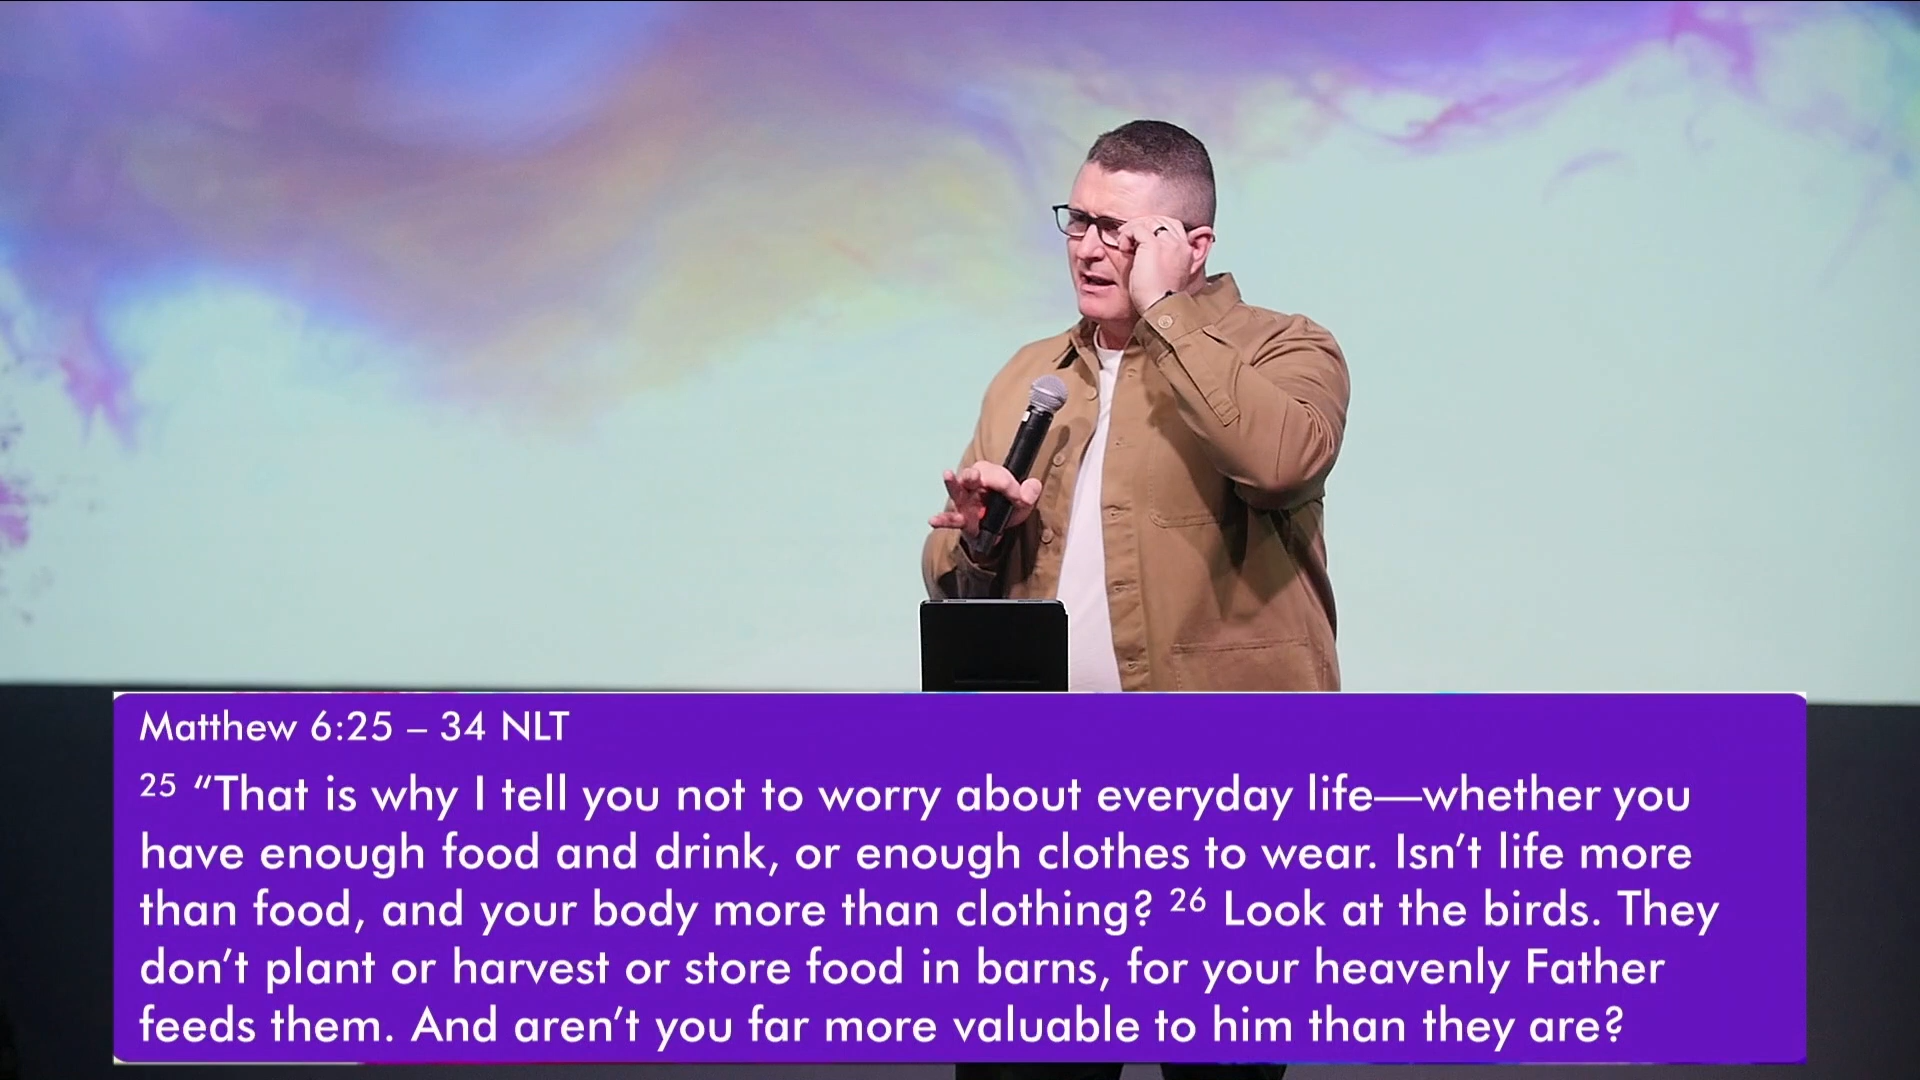 Matthew 6:25 – 34 NLT
25 “That is why I tell you not to worry about everyday life—whether you
have enough food and drink, or enough clothes to wear. Isn’t life more
than food, and your body more than clothing? 26 Look at the birds. They
don’t plant or harvest or store food in barns, for your heavenly Father
feeds them. And aren’t you far more valuable to him than they are?